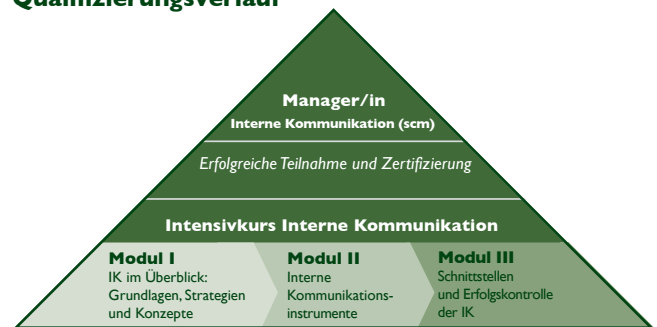 Qualifizierungsverlauf
Manager/in
Interne Kommunikation (scm)
Erfolgreiche Teilnahme und Zertifizierung
Intensivkurs Interne Kommunikation
Modul I
IK im Überblick:
Grundlagen, Strategien
und Konzepte
Modul II
Interne
Kommunikations-
instrumente
Modul III
Schnittstellen
und Erfolgskontrolle
der IK